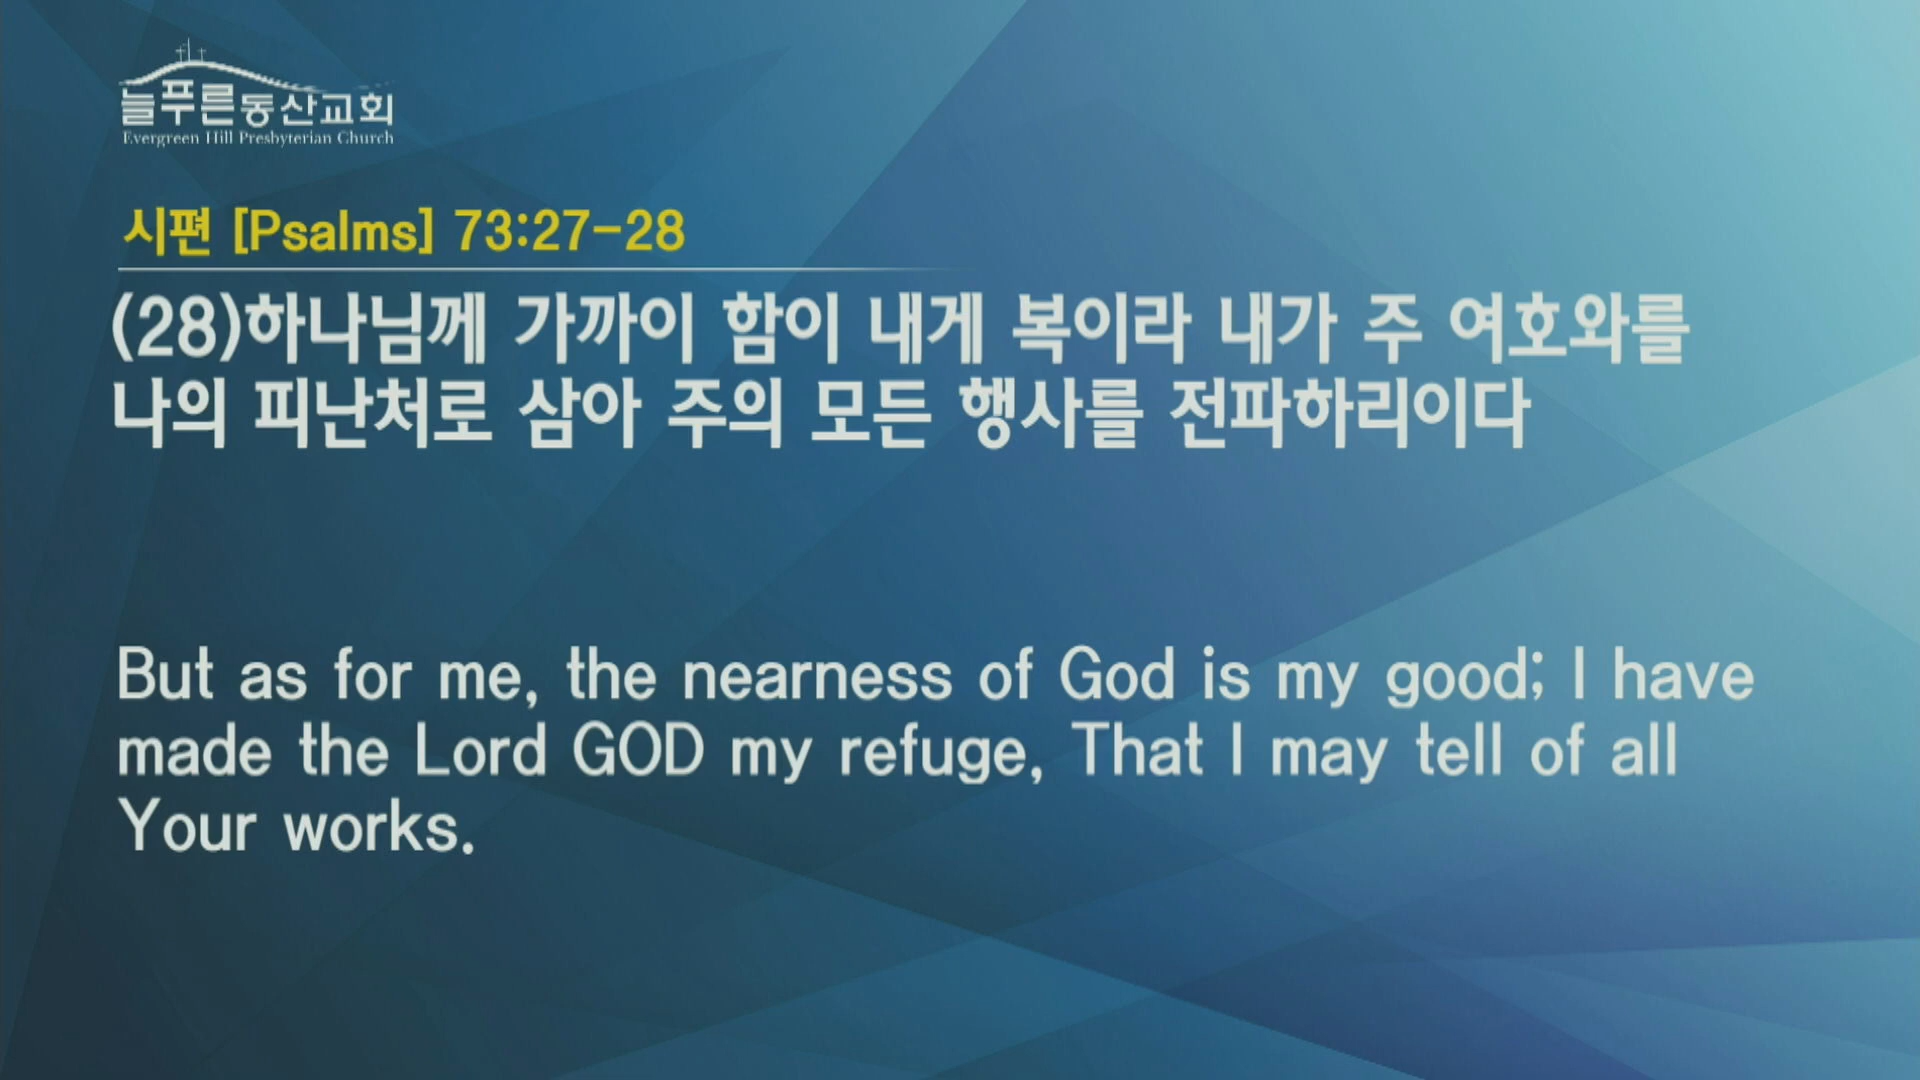 늘푸른동산교회
Evergreen Hill Presbyterian Church
시편 [Psalms] 73:27-28
(28)하나님께 가까이 함이 내게 복이라 내가 주 여호와를
나의 피난처로 삼아 주의 모든 행사를 전파하리이다
But as for me, the nearness of God is my good; I have
made the Lord GOD my refuge, That I may tell of all
Your works.